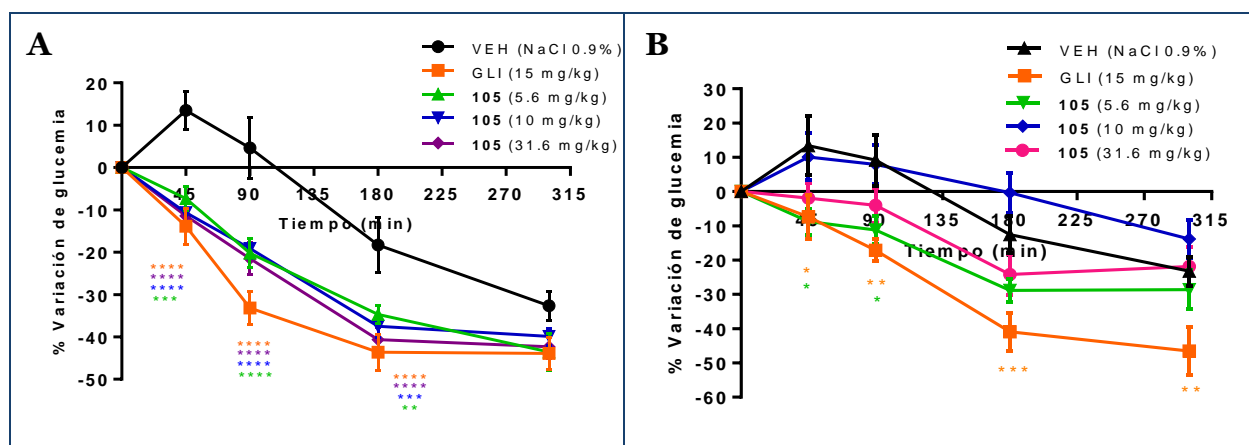 A
VEH (NaCl 0.9%)
GLI (15 mg/kg)
105 (5.6 mg/kg)
105 (10 mg/kg)
105 (31.6 mg/kg)
% Variación de glucemia
20
10
0
-10
-20
-30
-40
-50
45 90 135 180 225 270 315
Tiempo (min)
****
****
****
***
****
****
****
****
****
****
***
**
B
VEH (NaCl 0.9%)
GLI (15 mg/kg)
105 (5.6 mg/kg)
105 (10 mg/kg)
105 (31.6 mg/kg)
% Variación de glucemia
30
20
10
0
-10
-20
-30
-40
-50
-60
45 90 135 180 225 270 315
Tiempo (min)
*
*
**
*
***
**